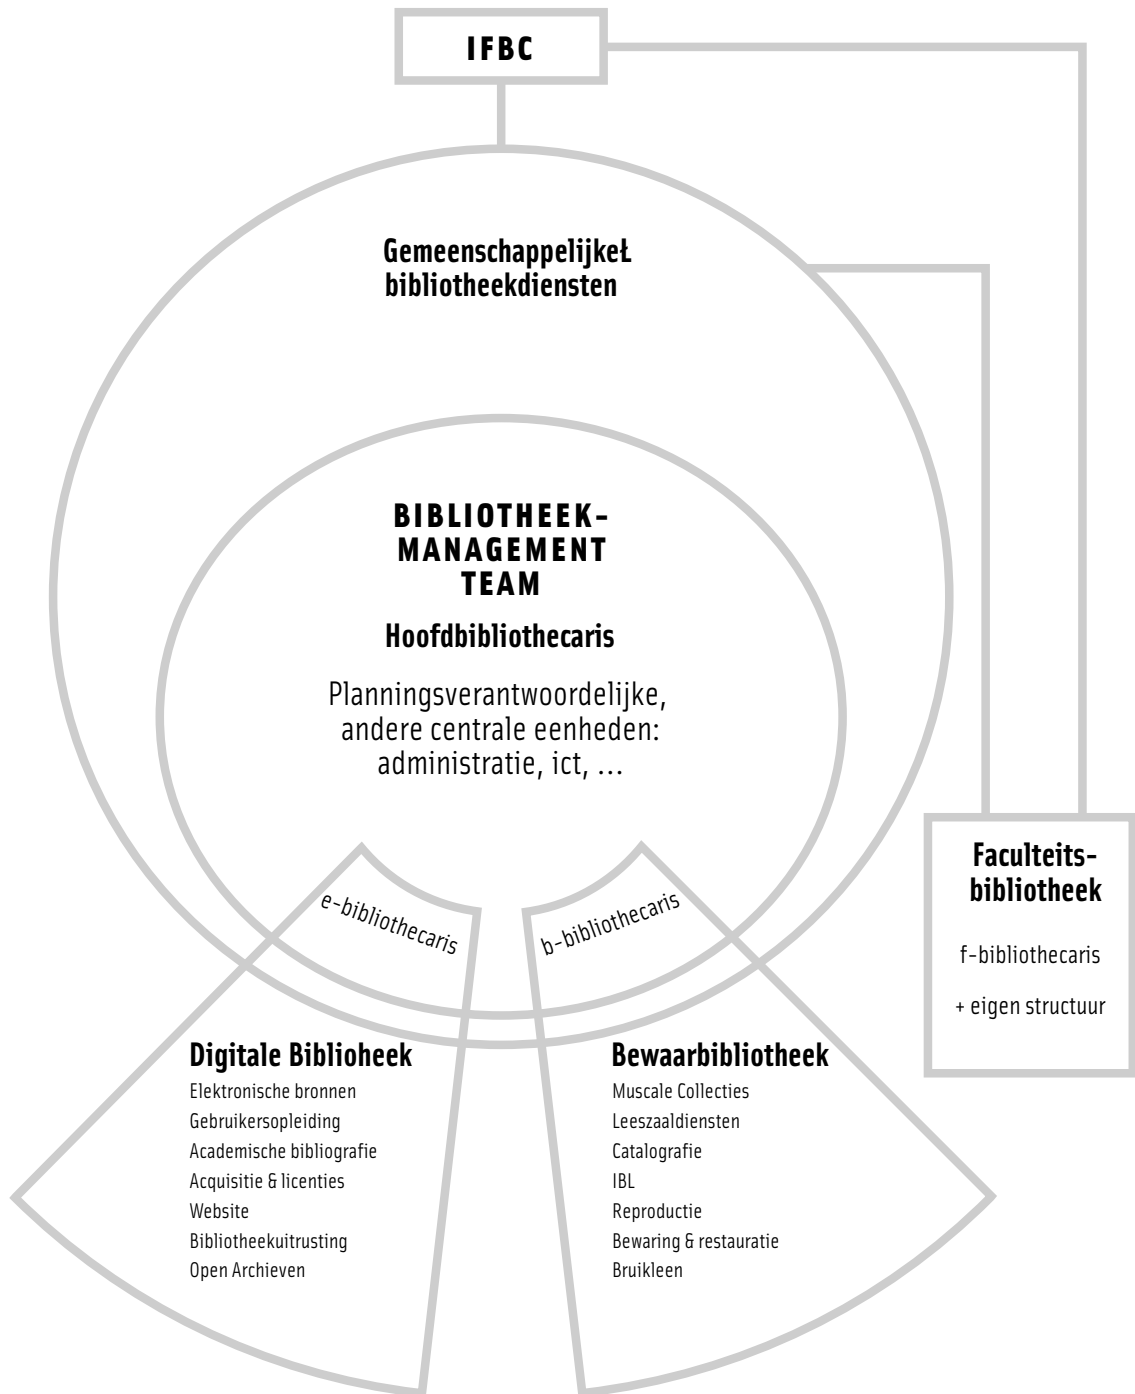 IFBC
GemeenschappelijkeŁ
bibliotheekdiensten
BIBLIOTHEEK-
MANAGEMENT
TEAM
Hoofdbibliothecaris
Planningsverantwoordelijke,
andere centrale eenheden:
administratie, ict, ...
e-bibliothecaris
b-bibliothecaris
Digitale Biblioheek
Elektronische bronnen
Gebruikersopleiding
Academische bibliografie
Acquisitie & licenties
Website
Bibliotheekuitrusting
Open Archieven
Bewaarbibliotheek
Muscale Collecties
Leeszaaldiensten
Catalografie
IBL
Reproductie
Bewaring & restauratie
Bruikleen
Faculteits-
bibliotheek
f-bibliothecaris
+ eigen structuur